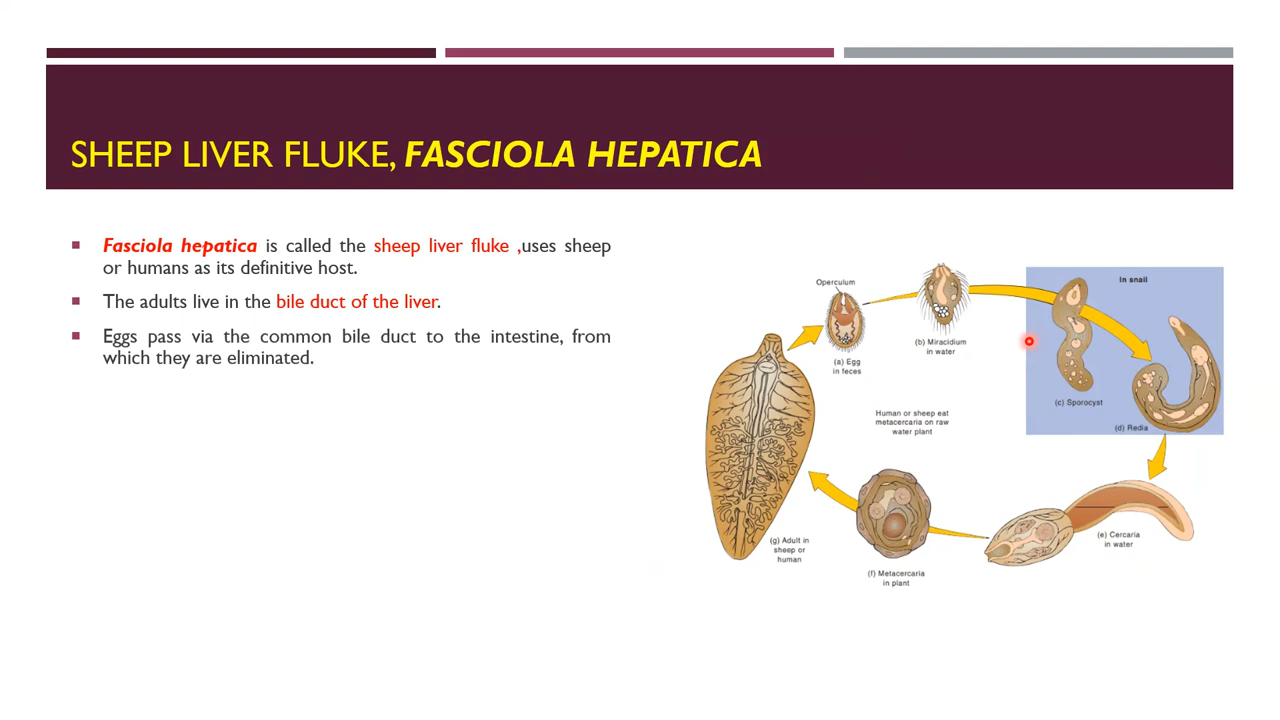 SHEEP LIVER FLUKE, FASCIOLA HEPATICA
Fasciola hepatica is called the sheep liver fluke ,uses sheep
or humans as its definitive host.
The adults live in the bile duct of the liver.
Eggs pass via the common bile duct to the intestine, from
which they are eliminated.
Operculum
(a) Egg
in feces
(b) Miracidium
in water
In snail
(c) Sporocyst
(d) Redia
Human or sheep eat
metacercaria on raw
water plant
(e) Cercaria
in water
(f) Metacercaria
in plant
(g) Adult in
sheep or
human